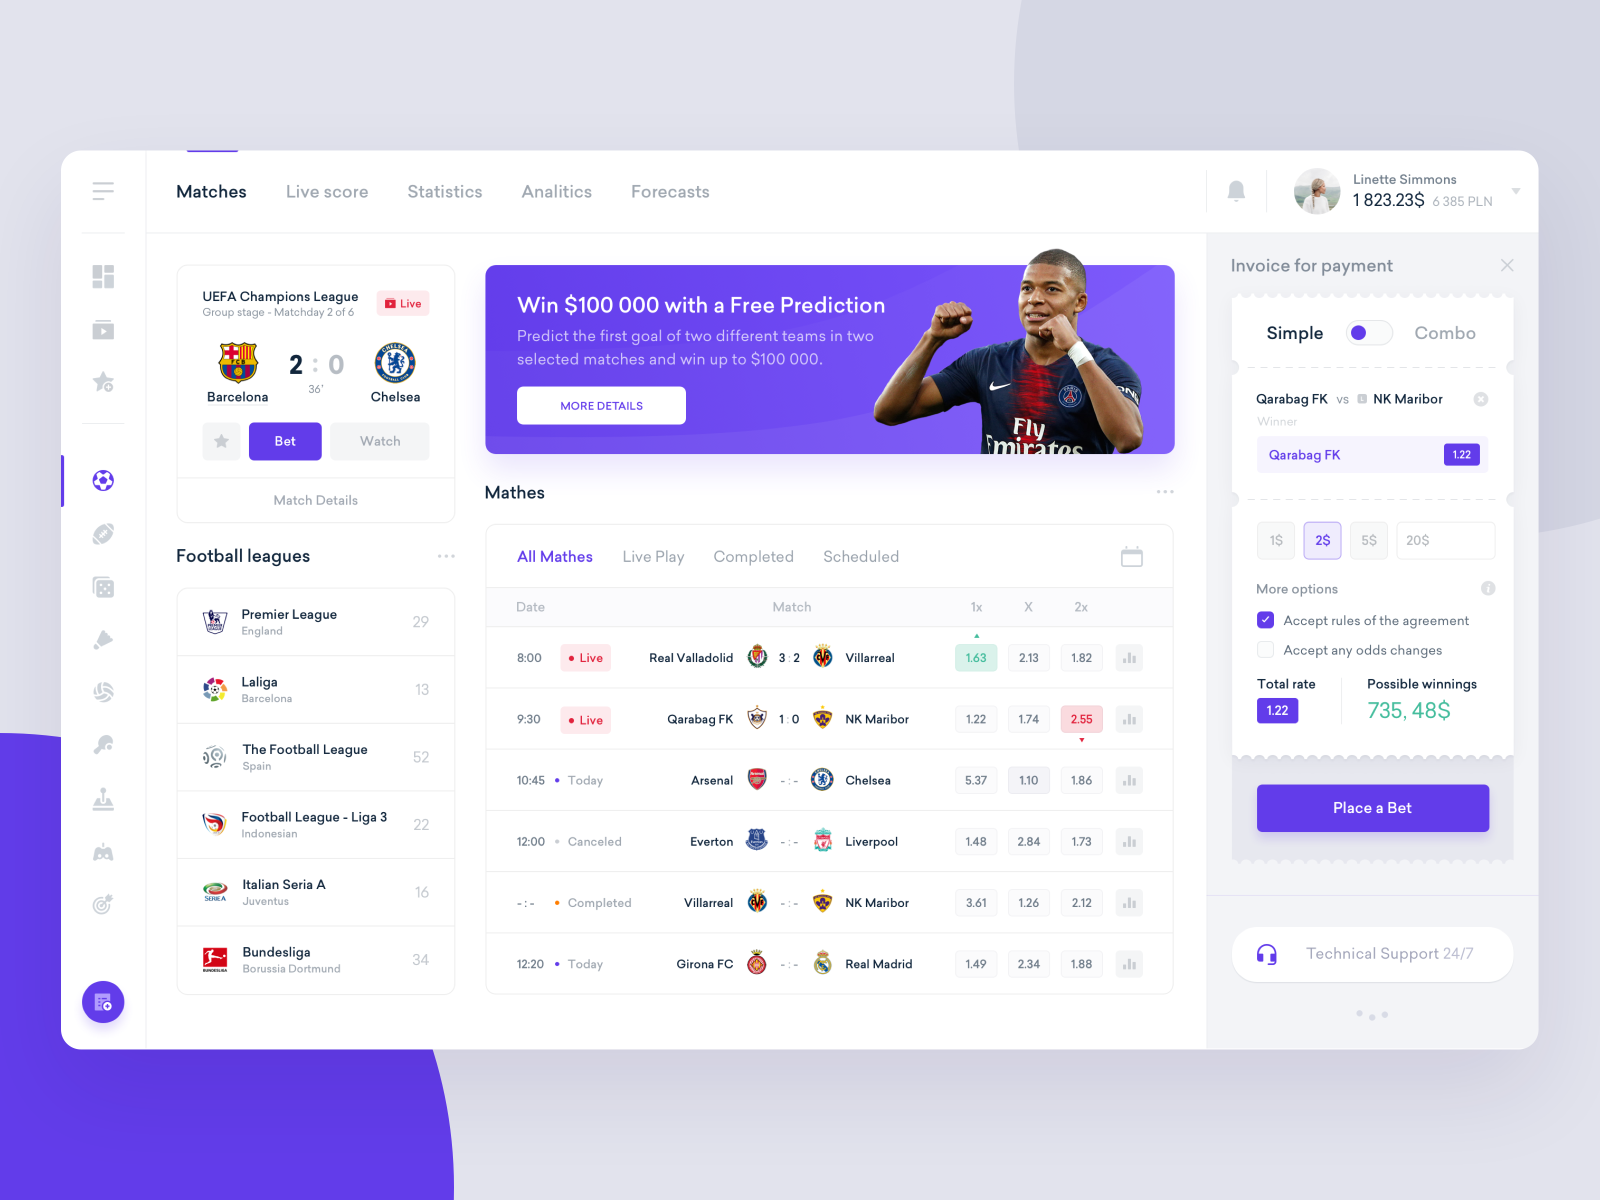 Matches
Live score
Statistics
Analitics
Forecasts
Linette Simmons
1 823.23$ 6 385 PLN
UEFA Champions League
Group stage - Matchday 2 of 6
Live
2 : 0
36'
Barcelona
Chelsea
Bet
Watch
Match Details
Football leagues
Premier League
England
29
Laliga
Barcelona
13
The Football League
Spain
52
Football League - Liga 3
Indonesian
22
Italian Seria A
Juventus
16
Bundesliga
Borussia Dortmund
34
Win $100 000 with a Free Prediction
Predict the first goal of two different teams in two
selected matches and win up to $100 000.
MORE DETAILS
Fly
Emirates
Mathes
All Mathes
Live Play
Completed
Scheduled
Date Match 1x X 2x
8:00 Live Real Valladolid 3 : 2 Villarreal 1.63 2.13 1.82
9:30 Live Qarabag FK 1 : 0 NK Maribor 1.22 1.74 2.55
10:45 Today Arsenal - : - Chelsea 5.37 1.10 1.86
12:00 Canceled Everton - : - Liverpool 1.48 2.84 1.73
- : - Completed Villarreal - : - NK Maribor 3.61 1.26 2.12
12:20 Today Girona FC - : - Real Madrid 1.49 2.34 1.88
Invoice for payment
Simple
Combo
Qarabag FK vs NK Maribor
Winner
Qarabag FK 1.22
1$ 2$ 5$ 20$
More options
Accept rules of the agreement
Accept any odds changes
Total rate
1.22
Possible winnings
735, 48$
Place a Bet
Technical Support 24/7